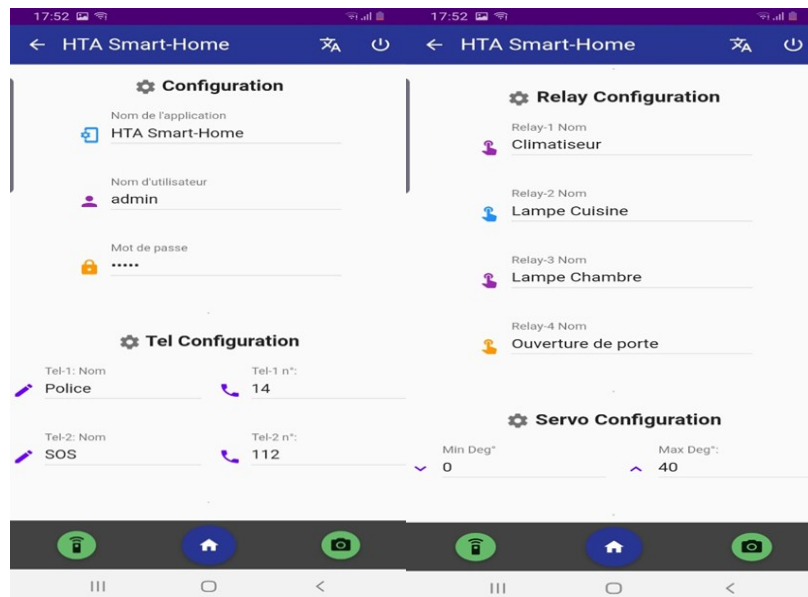 17:52
HTA Smart-Home
Configuration
Nom de l'application
HTA Smart-Home
Nom d'utilisateur
admin
Mot de passe
•••••
Tel Configuration
Tel-1: Nom
Tel-1 n°:
Police
14
Tel-2: Nom
Tel-2 n°:
SOS
112
17:52
HTA Smart-Home
Relay Configuration
Relay-1 Nom
Climatiseur
Relay-2 Nom
Lampe Cuisine
Relay-3 Nom
Lampe Chambre
Relay-4 Nom
Ouverture de porte
Servo Configuration
Min Deg°
Max Deg°:
0
40